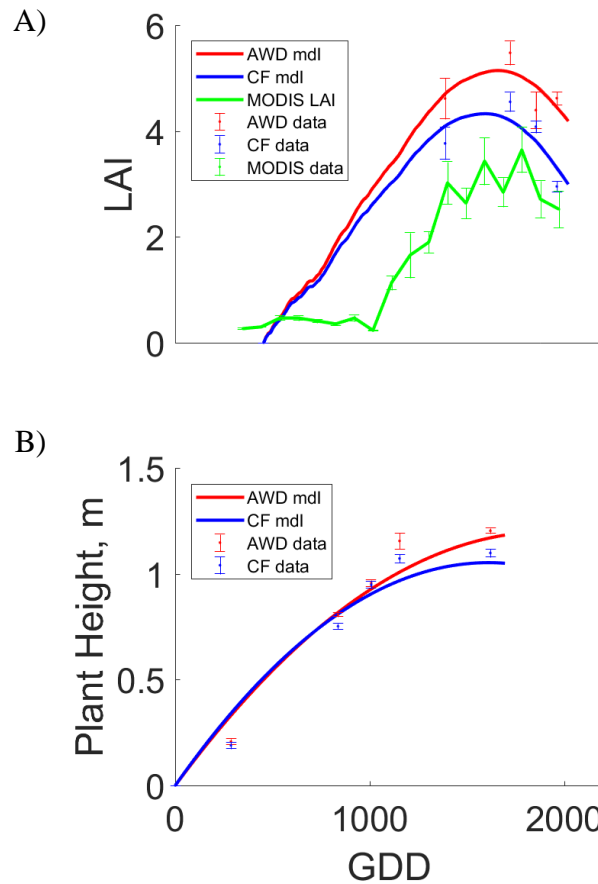 A)
6
4
2
0
LAI
AWD mdl
CF mdl
MODIS LAI
AWD data
CF data
MODIS data
B)
1.5
1
0.5
0
Plant Height, m
AWD mdl
CF mdl
AWD data
CF data
0 1000 2000
GDD